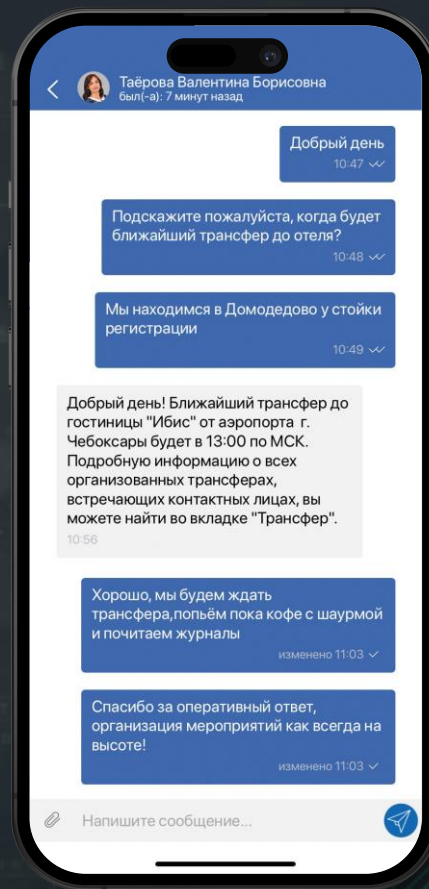 Таёрова Валентина Борисовна
был(-а): 7 минут назад
Добрый день
10:47
Подскажите пожалуйста, когда будет
ближайший трансфер до отеля?
10:48
Мы находимся в Домодедово у стойки
регистрации
10:49
Добрый день! Ближайший трансфер до
гостиницы "Ибис" от аэропорта г.
Чебоксары будет в 13:00 по МСК.
Подробную информацию о всех
организованных трансферах,
встречающих контактных лицах, вы
можете найти во вкладке "Трансфер".
10:56
Хорошо, мы будем ждать
трансфера,попьём пока кофе с шаурмой
и почитаем журналы
изменено 11:03
Спасибо за оперативный ответ,
организация мероприятий как всегда на
высоте!
изменено 11:03
Напишите сообщение...